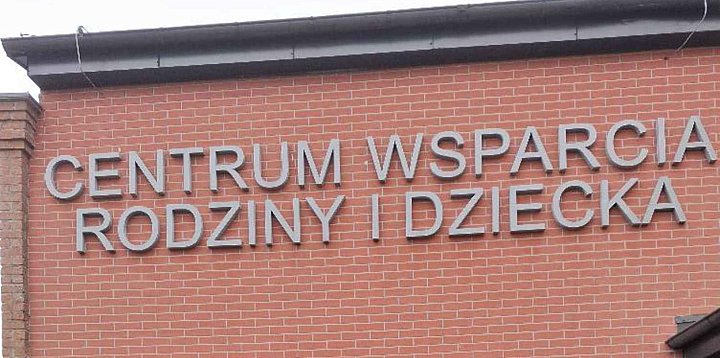 CENTRUM WSPARCIA
RODZINY I DZIECKA